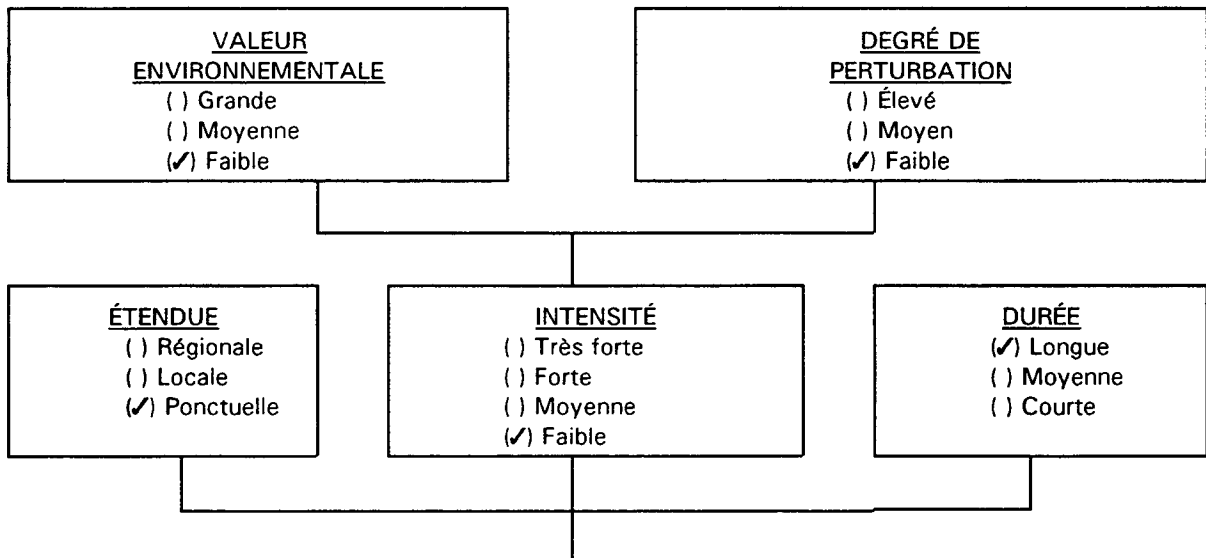 VALEUR
ENVIRONNEMENTALE
( ) Grande
( ) Moyenne
(✓) Faible
DEGRÉ DE
PERTURBATION
( ) Élevé
( ) Moyen
(✓) Faible
ÉTENDUE
( ) Régionale
( ) Locale
(✓) Ponctuelle
INTENSITÉ
( ) Très forte
( ) Forte
( ) Moyenne
(✓) Faible
DURÉE
(✓) Longue
( ) Moyenne
( ) Courte